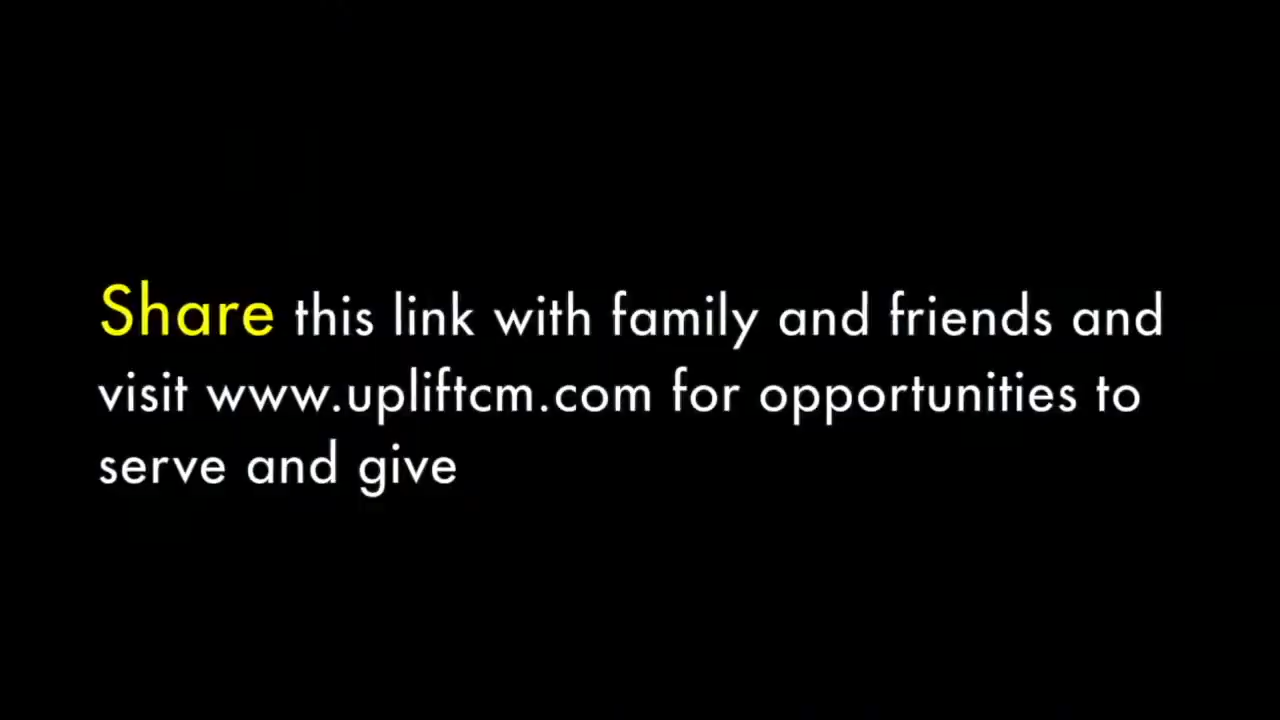 Share this link with family and friends and
visit www.upliftcm.com for opportunities to
serve and give